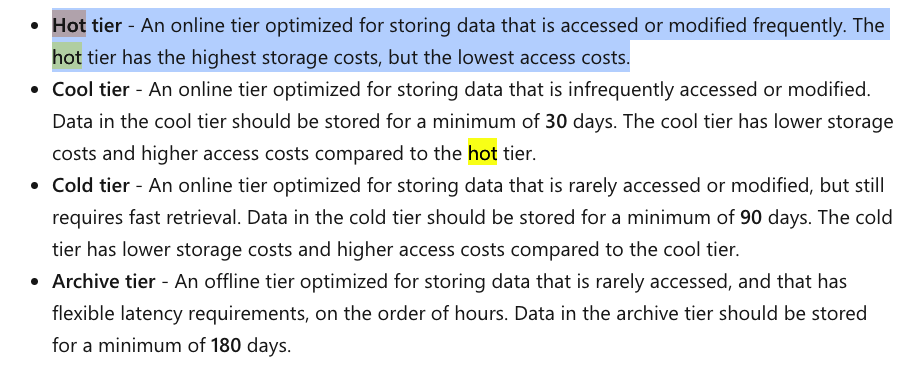 • Hot tier - An online tier optimized for storing data that is accessed or modified frequently. The
hot tier has the highest storage costs, but the lowest access costs.
• Cool tier - An online tier optimized for storing data that is infrequently accessed or modified.
Data in the cool tier should be stored for a minimum of 30 days. The cool tier has lower storage
costs and higher access costs compared to the hot tier.
• Cold tier - An online tier optimized for storing data that is rarely accessed or modified, but still
requires fast retrieval. Data in the cold tier should be stored for a minimum of 90 days. The cold
tier has lower storage costs and higher access costs compared to the cool tier.
• Archive tier - An offline tier optimized for storing data that is rarely accessed, and that has
flexible latency requirements, on the order of hours. Data in the archive tier should be stored
for a minimum of 180 days.